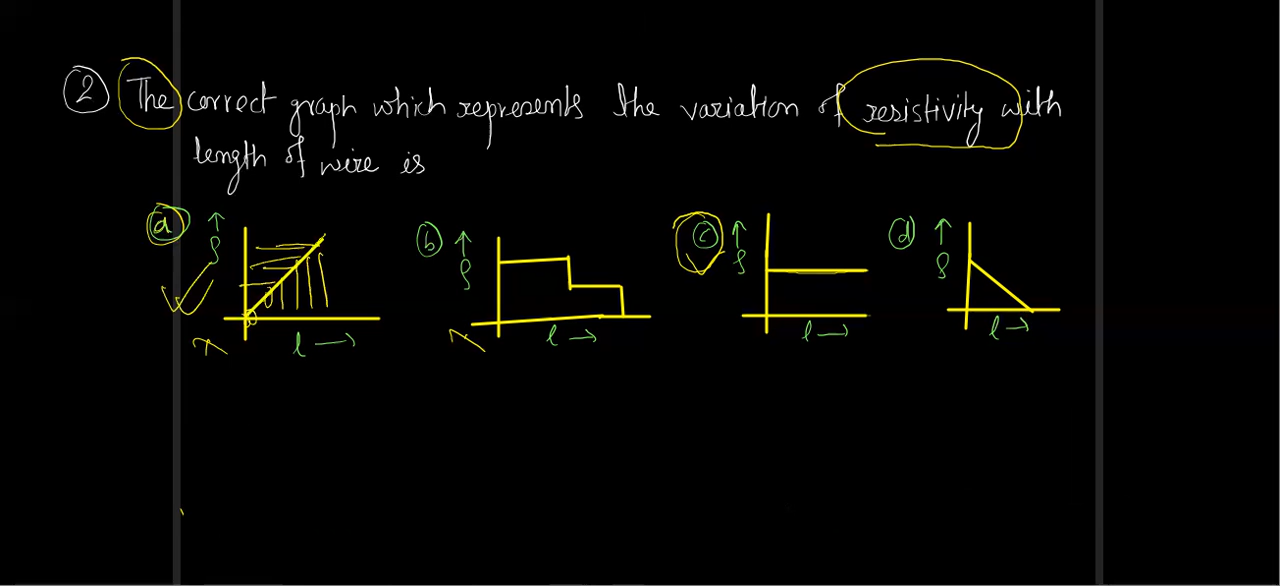 ② The correct graph which represents the variation of resistivity with
length of wire is
ⓐ ↑ ⓑ ↑ ⓒ ↑ ⓓ ↑
ρ ρ ρ ρ
l → l → l → l →